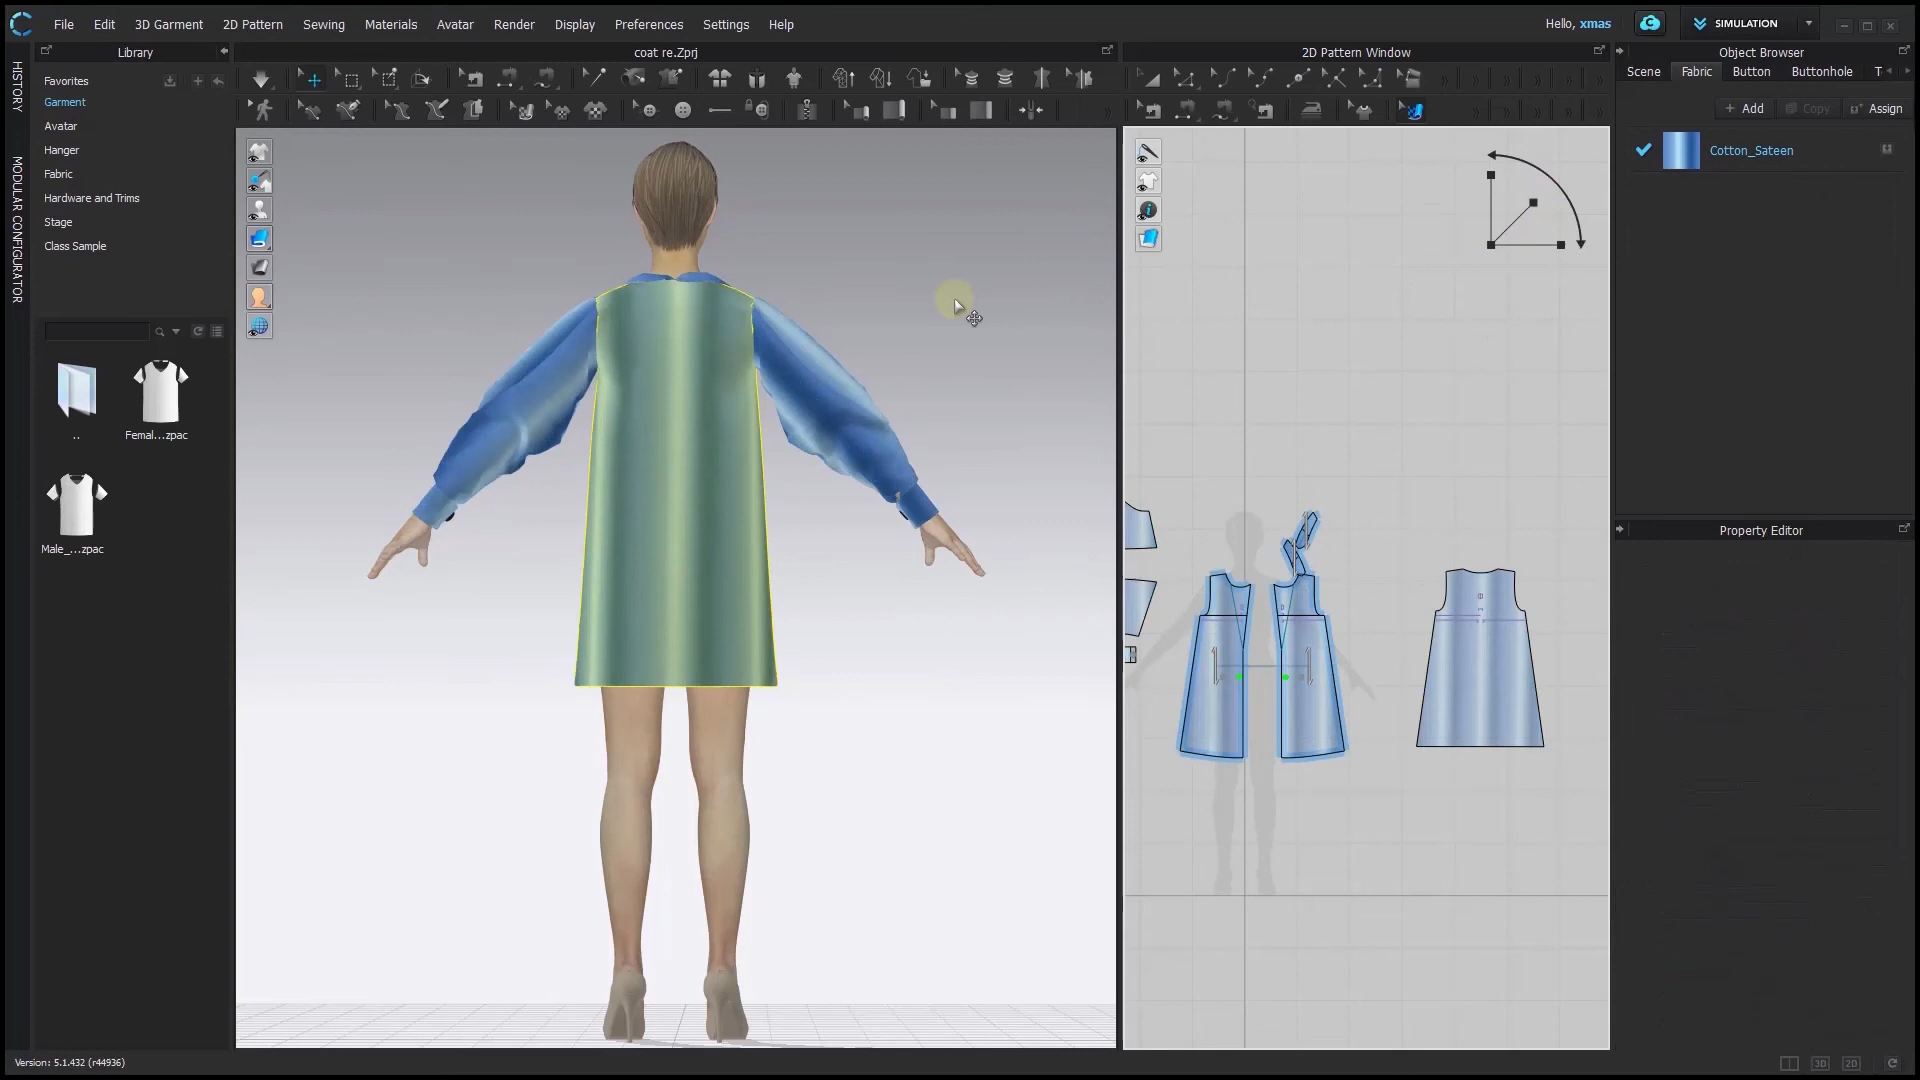 File Edit 3D Garment 2D Pattern Sewing Materials Avatar Render Display Preferences Settings Help
Hello, xmas
SIMULATION
Library
coat re.Zprj
2D Pattern Window
Object Browser
HISTORY
MODULAR CONFIGURATOR
Favorites
Garment
Avatar
Hanger
Fabric
Hardware and Trims
Stage
Class Sample
Scene Fabric Button Buttonhole T
+ Add Copy Assign
Cotton_Sateen
..
Femal...zpac
Male_...zpac
Property Editor
Version: 5.1.432 (r44936)
3D 2D